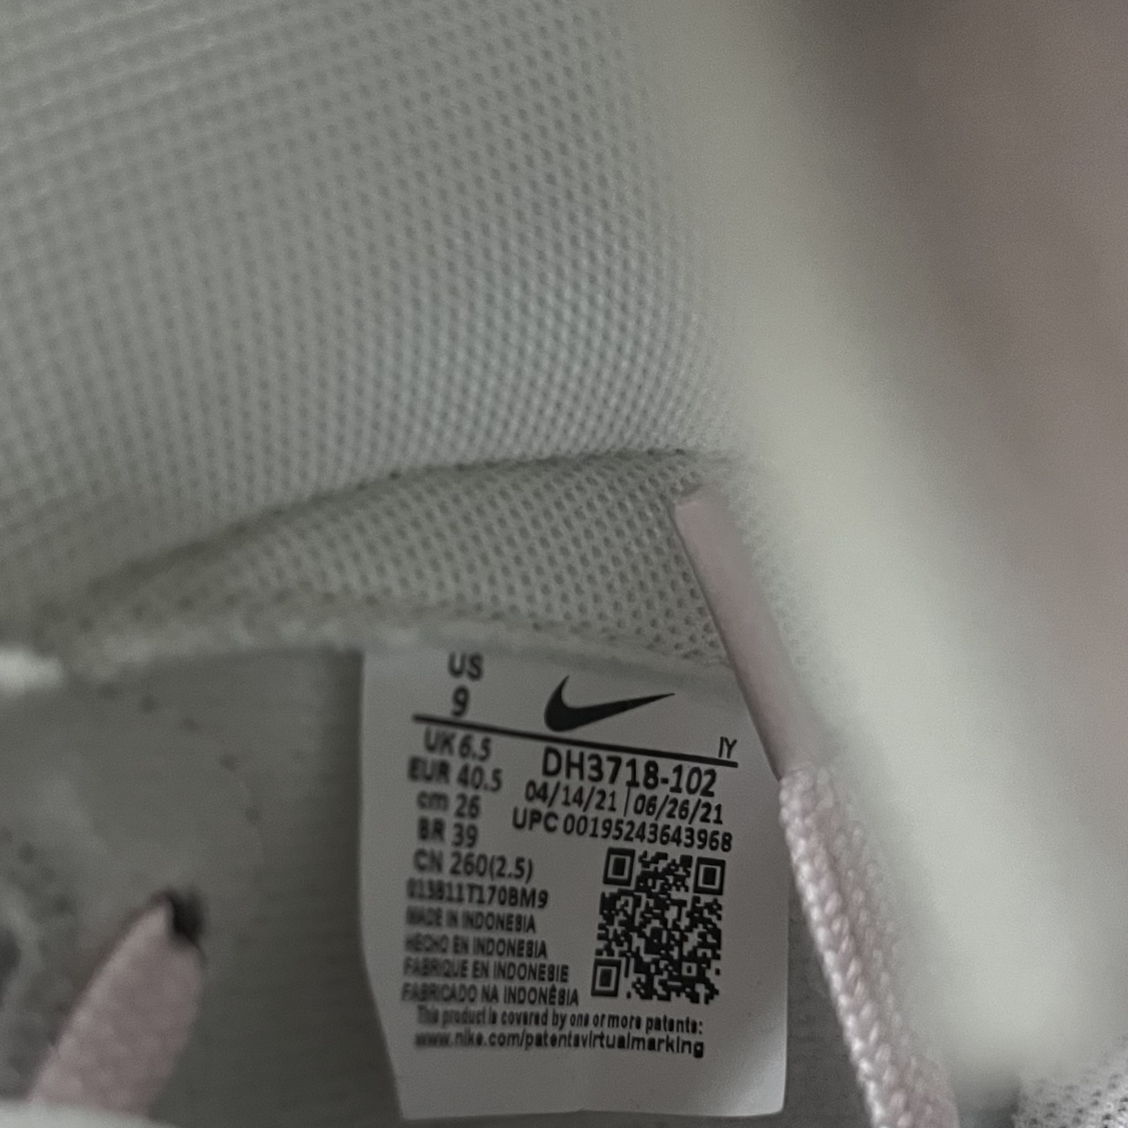 US
9
IY
UK 6.5
DH3718-102
EUR 40.5
04/14/21 | 06/26/21
cm 26
UPC 00195243643968
BR 39
CN 260(2.5)
013811T170BM9
MADE IN INDONESIA
HECHO EN INDONESIA
FABRIQUE EN INDONESIE
FABRICADO NA INDONÉSIA
This product is covered by one or more patents:
www.nike.com/patentsvirtualmarking